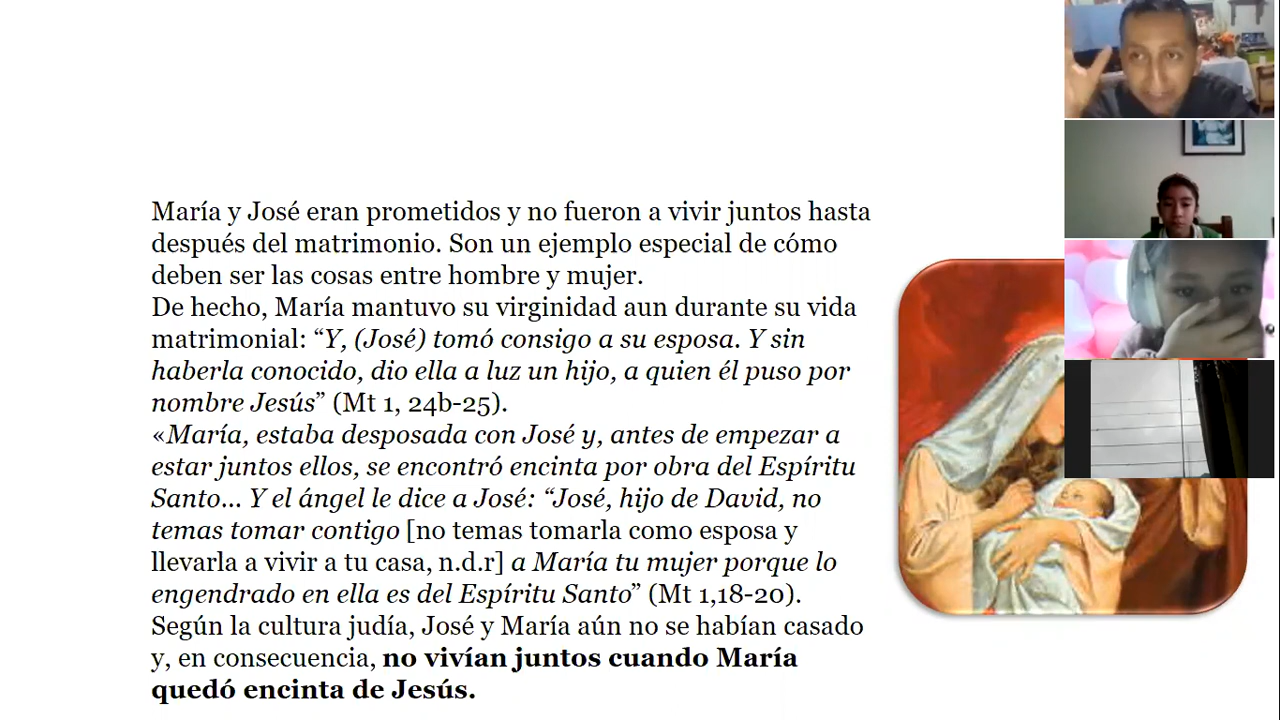 María y José eran prometidos y no fueron a vivir juntos hasta
después del matrimonio. Son un ejemplo especial de cómo
deben ser las cosas entre hombre y mujer.
De hecho, María mantuvo su virginidad aun durante su vida
matrimonial: “Y, (José) tomó consigo a su esposa. Y sin
haberla conocido, dio ella a luz un hijo, a quien él puso por
nombre Jesús” (Mt 1, 24b-25).
«María, estaba desposada con José y, antes de empezar a
estar juntos ellos, se encontró encinta por obra del Espíritu
Santo... Y el ángel le dice a José: “José, hijo de David, no
temas tomar contigo [no temas tomarla como esposa y
llevarla a vivir a tu casa, n.d.r] a María tu mujer porque lo
engendrado en ella es del Espíritu Santo” (Mt 1,18-20).
Según la cultura judía, José y María aún no se habían casado
y, en consecuencia, no vivían juntos cuando María
quedó encinta de Jesús.